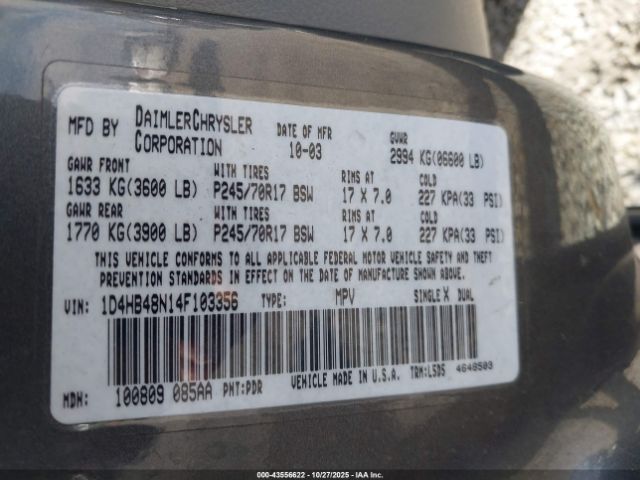 MFD BY DAIMLERCHRYSLER CORPORATION DATE OF MFR 10-03 GVWR 2994 KG(06600 LB)
GAWR FRONT WITH TIRES RIMS AT COLD
1633 KG(3600 LB) P245/70R17 BSW 17 X 7.0 227 KPA(33 PSI)
GAWR REAR WITH TIRES RIMS AT COLD
1770 KG(3900 LB) P245/70R17 BSW 17 X 7.0 227 KPA(33 PSI)
THIS VEHICLE CONFORMS TO ALL APPLICABLE FEDERAL MOTOR VEHICLE SAFETY AND THEFT
PREVENTION STANDARDS IN EFFECT ON THE DATE OF MANUFACTURE SHOWN ABOVE.
VIN: 1D4HB48N14F103356 TYPE: MPV SINGLE X DUAL
MDH: 100809 085AA PNT:PDR VEHICLE MADE IN U.S.A. TRM:L5D5 4648503
000-43556622 - 10/27/2025 - IAA Inc.